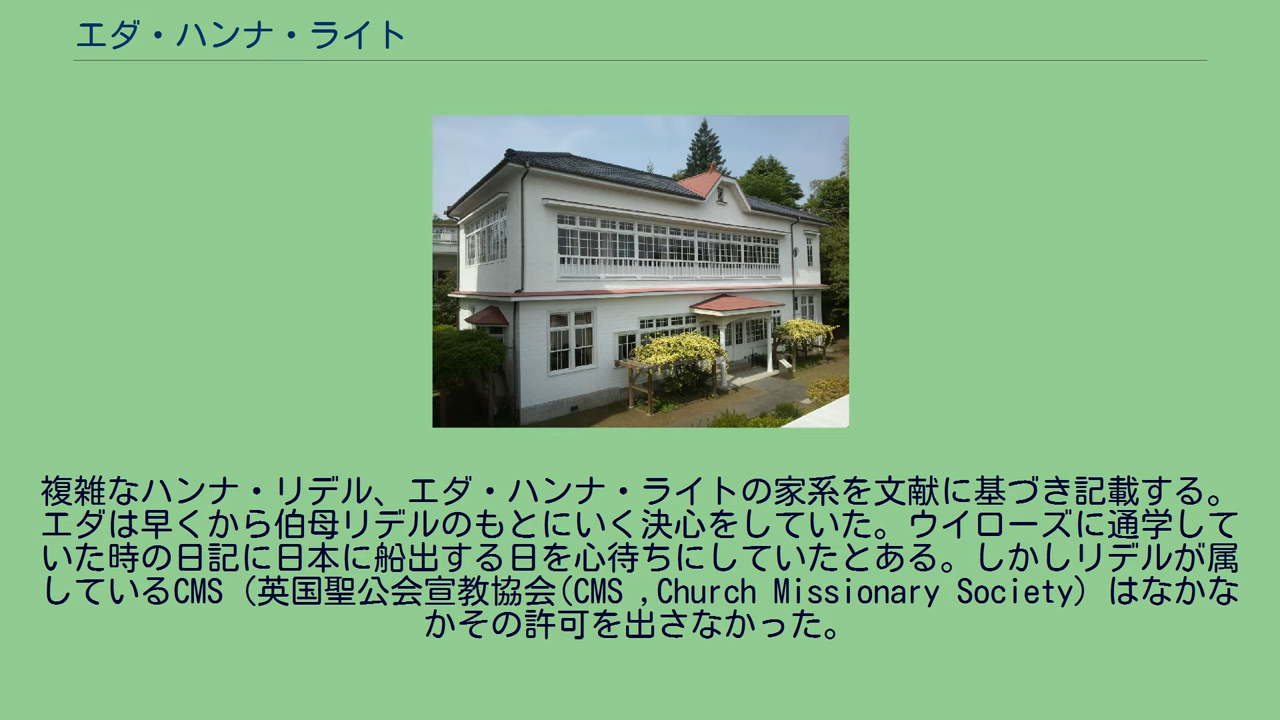 エダ・ハンナ・ライト
複雑なハンナ・リデル、エダ・ハンナ・ライトの家系を文献に基づき記載する。
エダは早くから伯母リデルのもとにいく決心をしていた。ウイローズに通学して
いた時の日記に日本に船出する日を心待ちにしていたとある。しかしリデルが属
しているCMS（英国聖公会宣教協会(CMS ,Church Missionary Society）はなかな
かその許可を出さなかった。